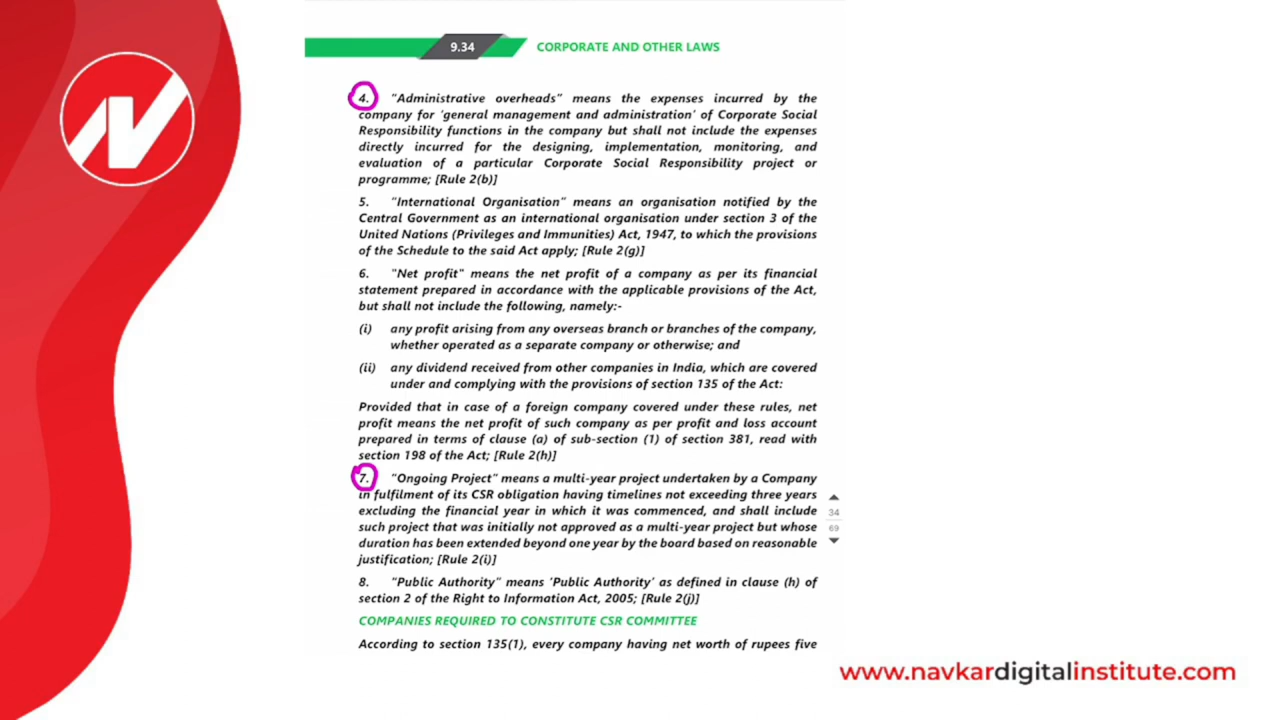 9.34
CORPORATE AND OTHER LAWS
4. "Administrative overheads" means the expenses incurred by the
company for 'general management and administration' of Corporate Social
Responsibility functions in the company but shall not include the expenses
directly incurred for the designing, implementation, monitoring, and
evaluation of a particular Corporate Social Responsibility project or
programme; [Rule 2(b)]
5. "International Organisation" means an organisation notified by the
Central Government as an international organisation under section 3 of the
United Nations (Privileges and Immunities) Act, 1947, to which the provisions
of the Schedule to the said Act apply; [Rule 2(g)]
6. "Net profit" means the net profit of a company as per its financial
statement prepared in accordance with the applicable provisions of the Act,
but shall not include the following, namely:-
(i) any profit arising from any overseas branch or branches of the company,
whether operated as a separate company or otherwise; and
(ii) any dividend received from other companies in India, which are covered
under and complying with the provisions of section 135 of the Act:
Provided that in case of a foreign company covered under these rules, net
profit means the net profit of such company as per profit and loss account
prepared in terms of clause (a) of sub-section (1) of section 381, read with
section 198 of the Act; [Rule 2(h)]
7. "Ongoing Project" means a multi-year project undertaken by a Company
in fulfilment of its CSR obligation having timelines not exceeding three years
excluding the financial year in which it was commenced, and shall include
such project that was initially not approved as a multi-year project but whose
duration has been extended beyond one year by the board based on reasonable
justification; [Rule 2(i)]
8. "Public Authority" means 'Public Authority' as defined in clause (h) of
section 2 of the Right to Information Act, 2005; [Rule 2(j)]
COMPANIES REQUIRED TO CONSTITUTE CSR COMMITTEE
According to section 135(1), every company having net worth of rupees five
34
69
www.navkardigitalinstitute.com